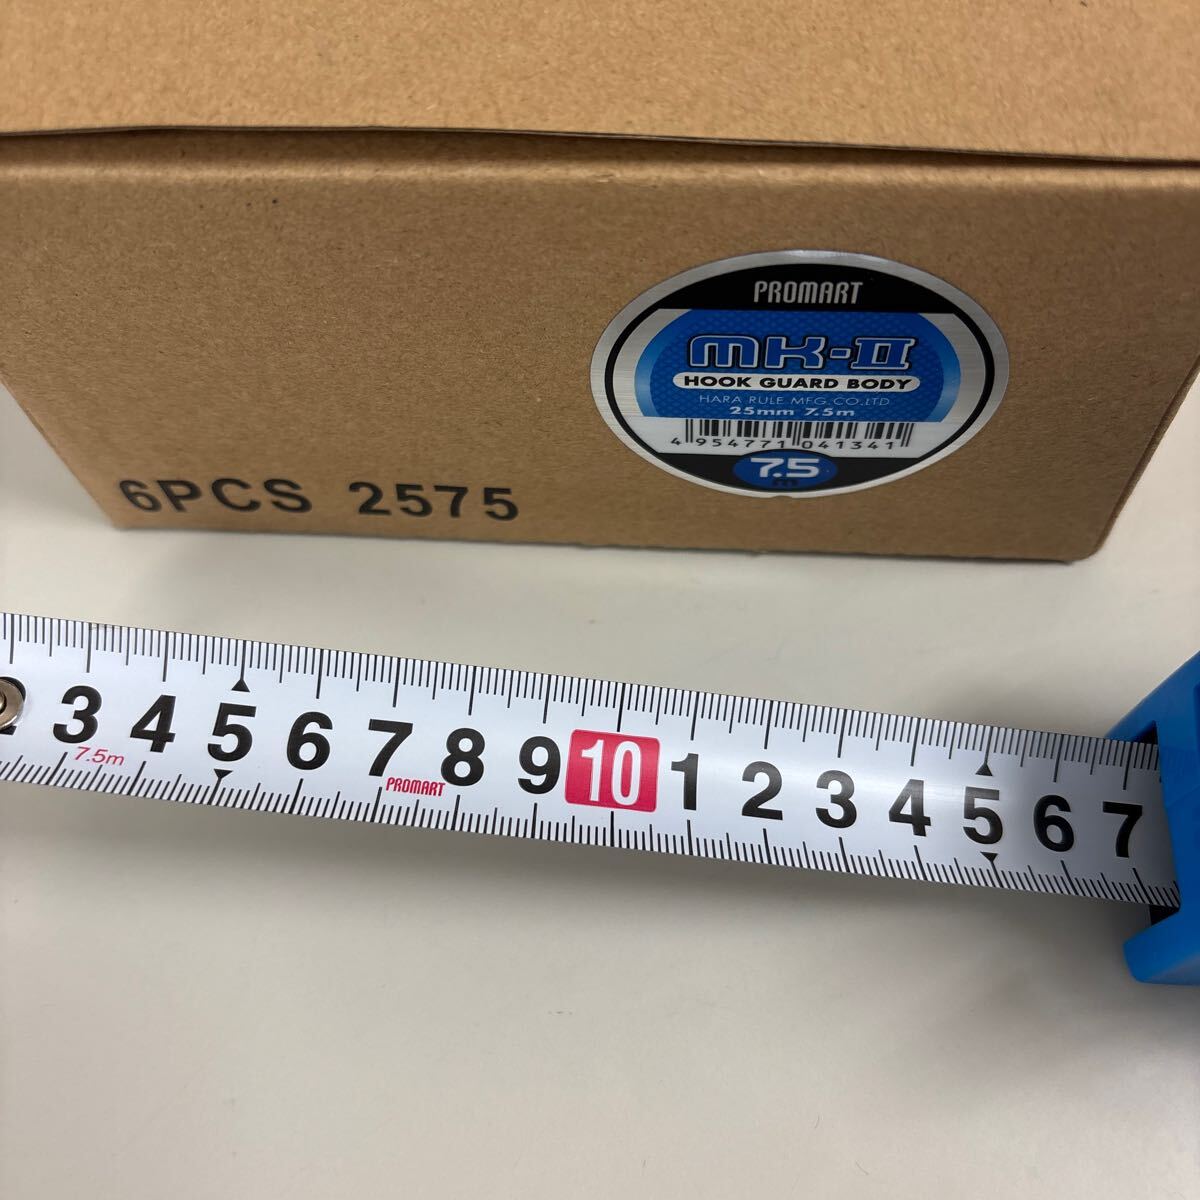 PROMART
MK-II
HOOK GUARD BODY
HARA RULE MFG.CO.,LTD
25mm 7.5m
4 954771 041341
7.5
m
6PCS 2575
2 3 4 5 6 7 8 9 10 1 2 3 4 5 6 7
7.5m
PROMART